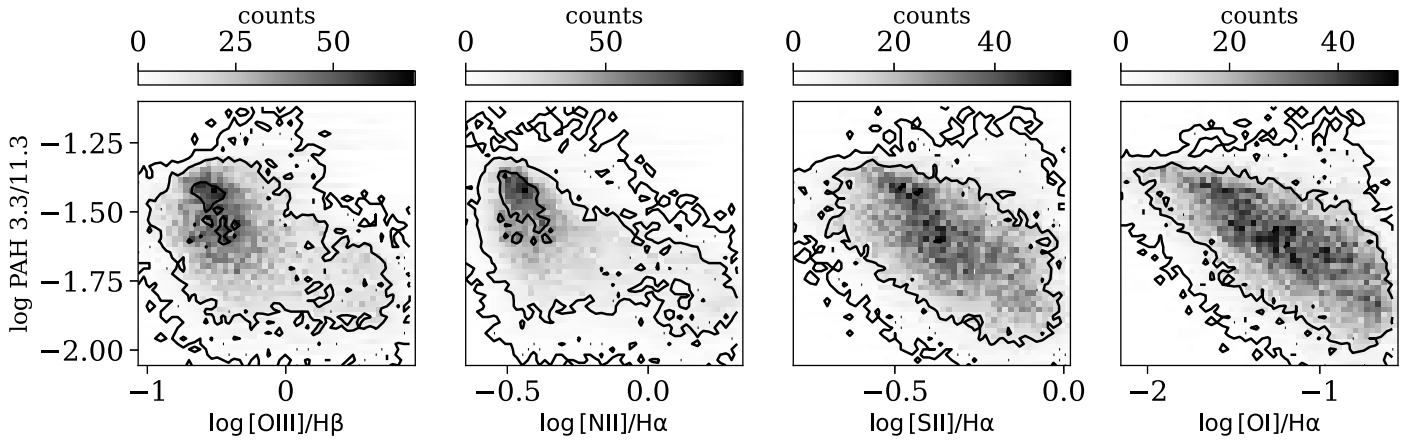 counts counts counts counts
0 25 50 0 50 0 20 40 0 20 40
log PAH 3.3/11.3
−1.25
−1.50
−1.75
−2.00
−1 0 −0.5 0.0 −0.5 0.0 −2 −1
log [OIII]/Hβ log [NII]/Hα log [SII]/Hα log [OI]/Hα